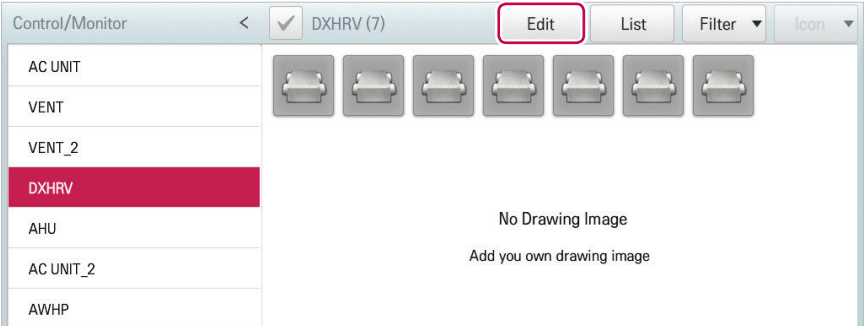 Control/Monitor < DXHRV (7) Edit List Filter Icon
AC UNIT
VENT
VENT_2
DXHRV
AHU
AC UNIT_2
AWHP
No Drawing Image
Add you own drawing image